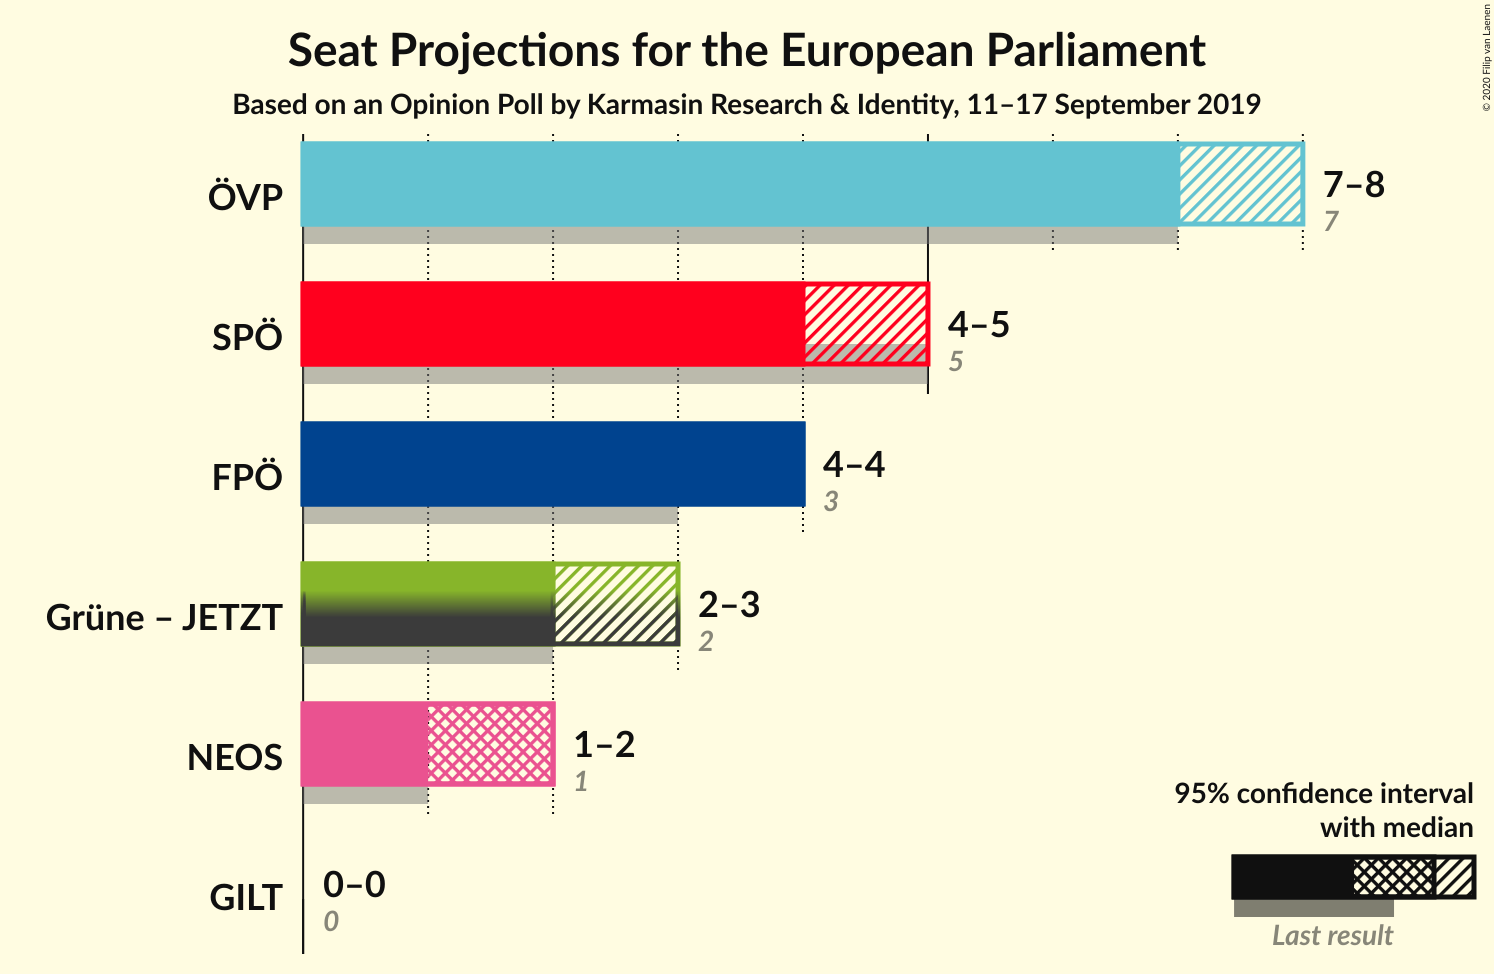 Seat Projections for the European Parliament
Based on an Opinion Poll by Karmasin Research & Identity, 11–17 September 2019
© 2020 Filip van Laenen
ÖVP
7–8
7
SPÖ
4–5
5
FPÖ
4–4
3
Grüne – JETZT
2–3
2
NEOS
1–2
1
GILT
0–0
0
95% confidence interval
with median
Last result